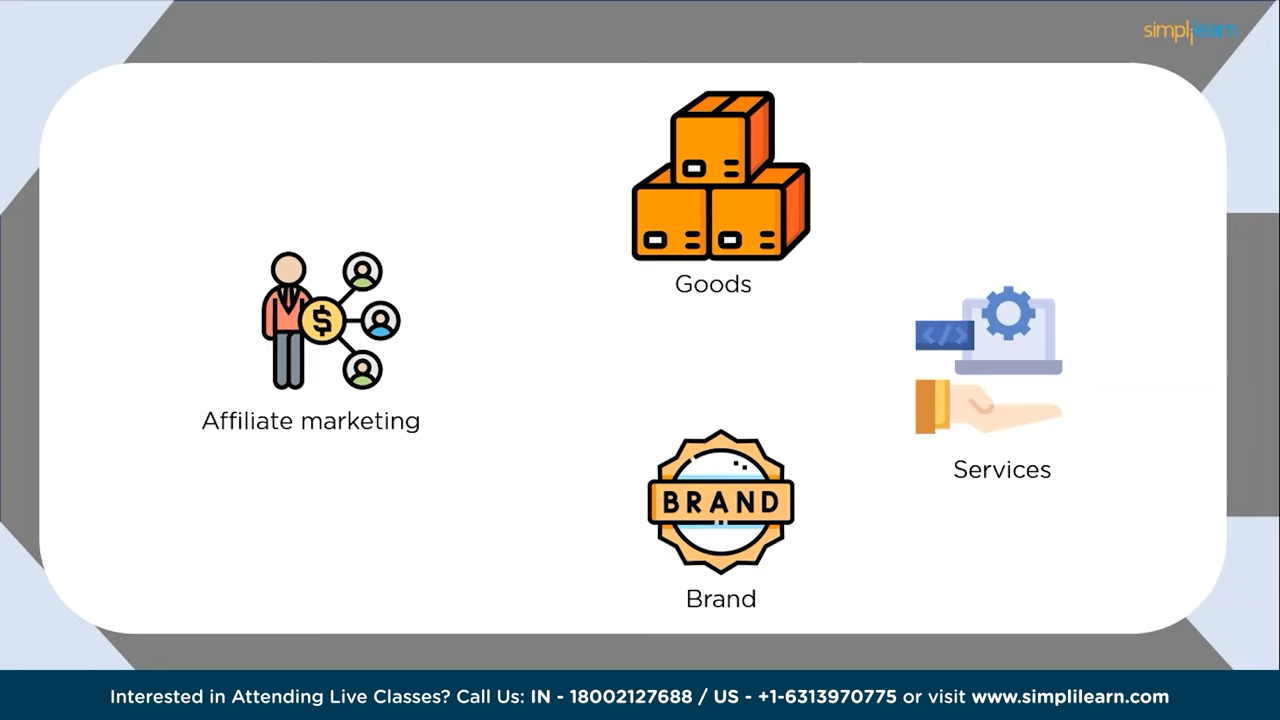 simplilearn
Goods
</>
Affiliate marketing
$
Services
BRAND
Brand
Interested in Attending Live Classes? Call Us: IN - 18002127688 / US - +1-6313970775 or visit www.simplilearn.com